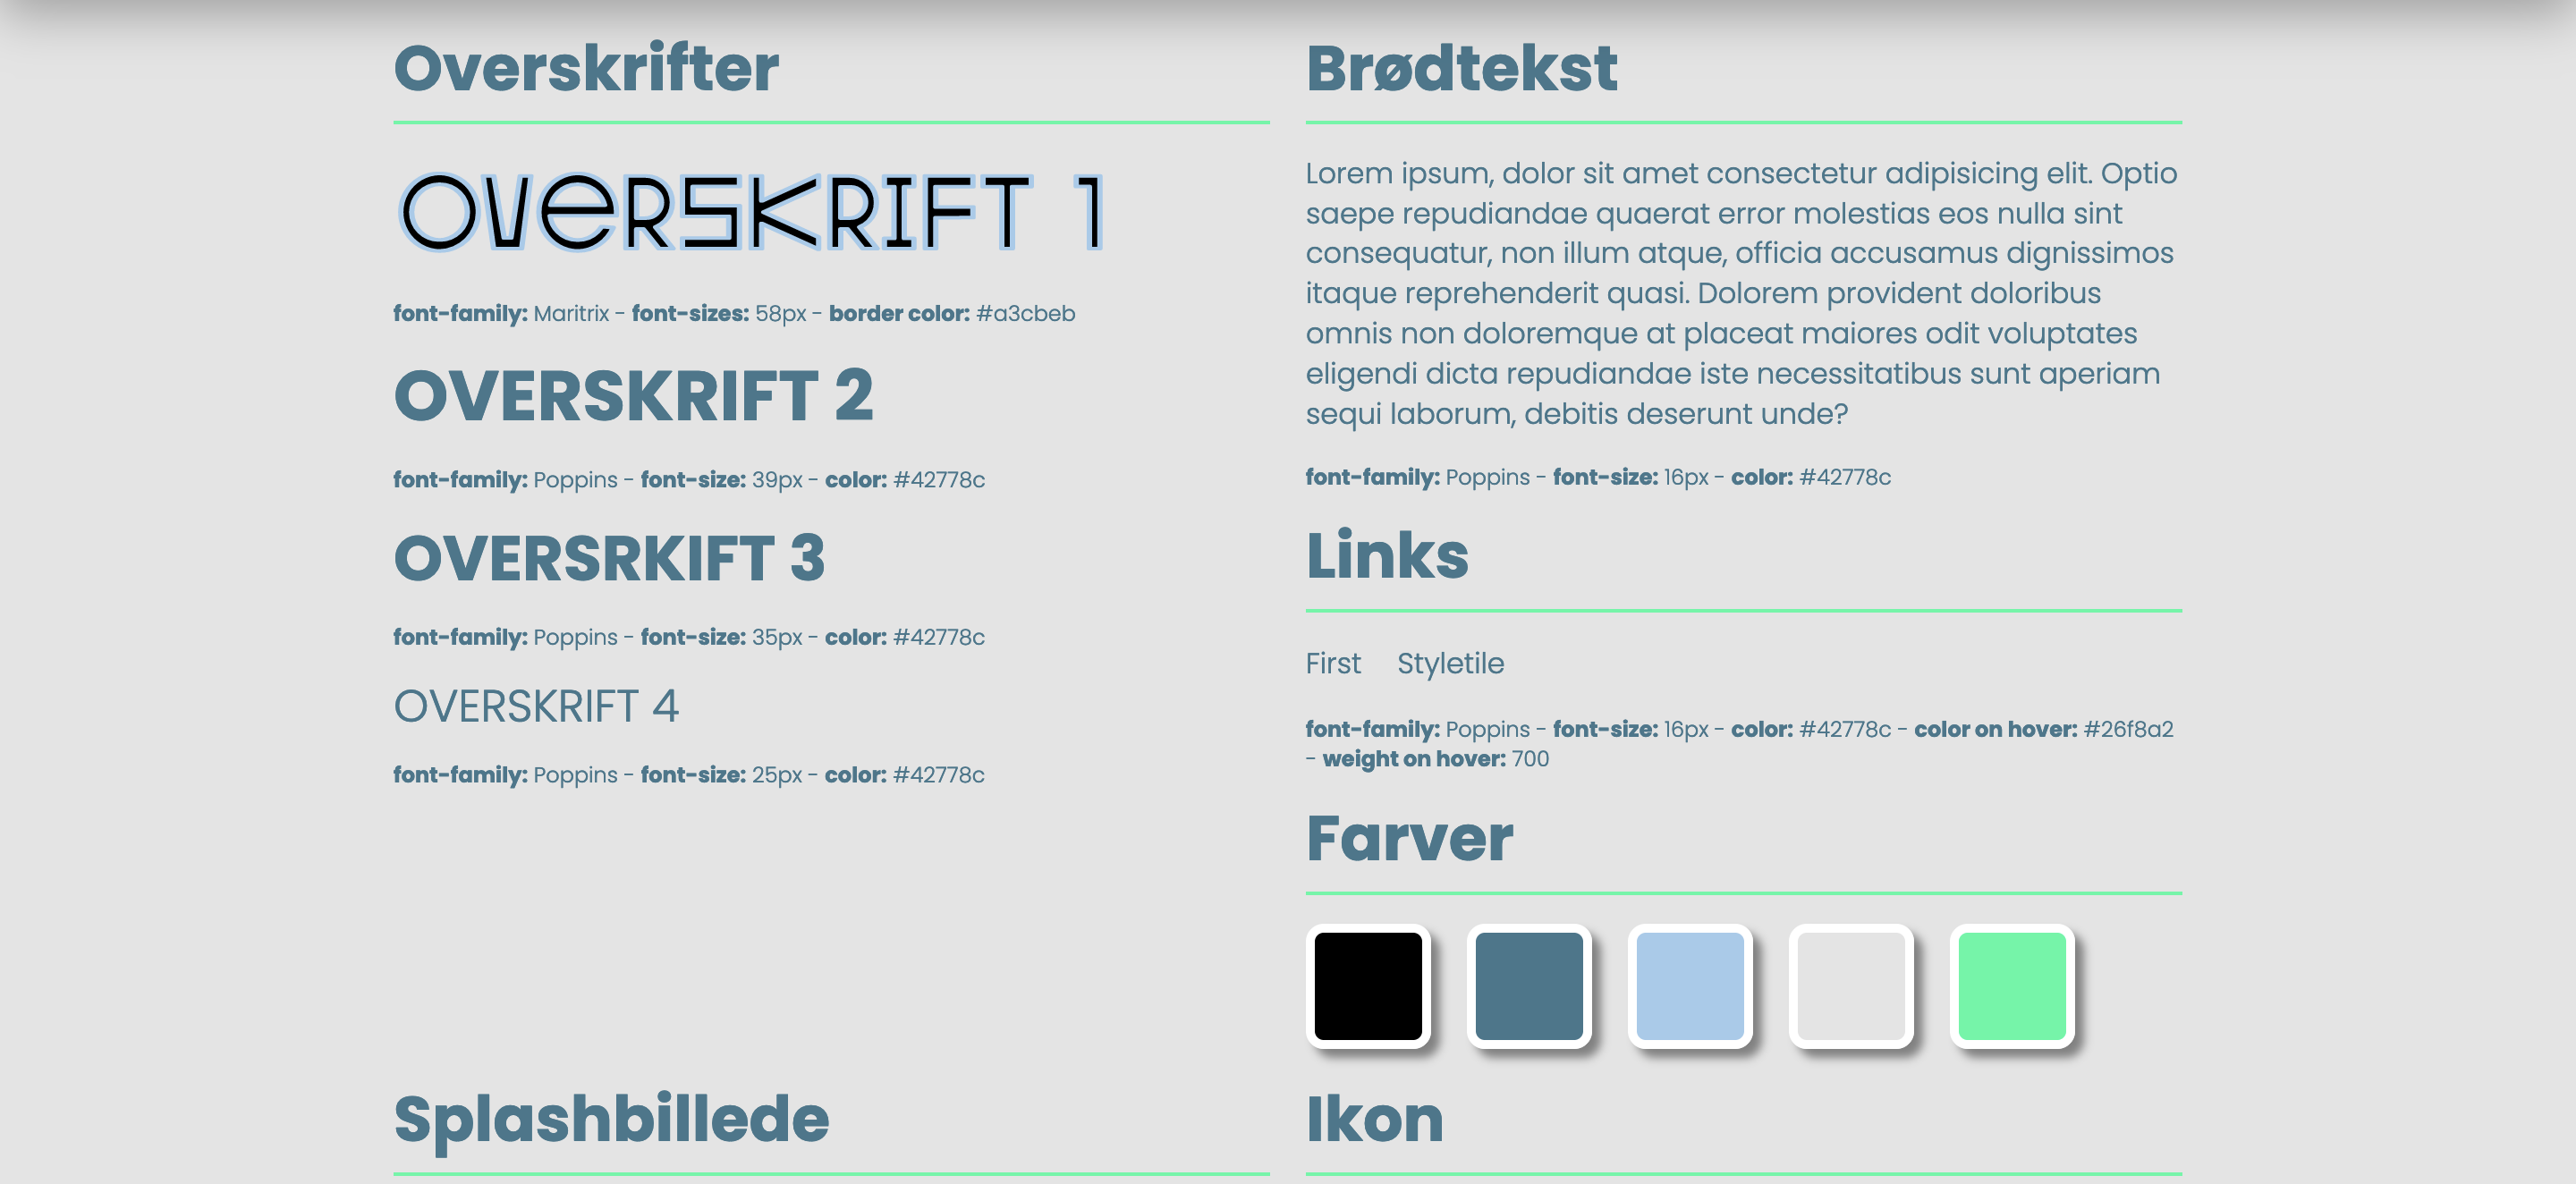 Overskrifter
OVeRSKRIFT 1
font-family: Maritrix - font-sizes: 58px - border color: #a3cbeb
OVERSKRIFT 2
font-family: Poppins - font-size: 39px - color: #42778c
OVERSRKIFT 3
font-family: Poppins - font-size: 35px - color: #42778c
OVERSKRIFT 4
font-family: Poppins - font-size: 25px - color: #42778c
Brødtekst
Lorem ipsum, dolor sit amet consectetur adipisicing elit. Optio
saepe repudiandae quaerat error molestias eos nulla sint
consequatur, non illum atque, officia accusamus dignissimos
itaque reprehenderit quasi. Dolorem provident doloribus
omnis non doloremque at placeat maiores odit voluptates
eligendi dicta repudiandae iste necessitatibus sunt aperiam
sequi laborum, debitis deserunt unde?
font-family: Poppins - font-size: 16px - color: #42778c
Links
First Styletile
font-family: Poppins - font-size: 16px - color: #42778c - color on hover: #26f8a2
- weight on hover: 700
Farver
Splashbillede
Ikon